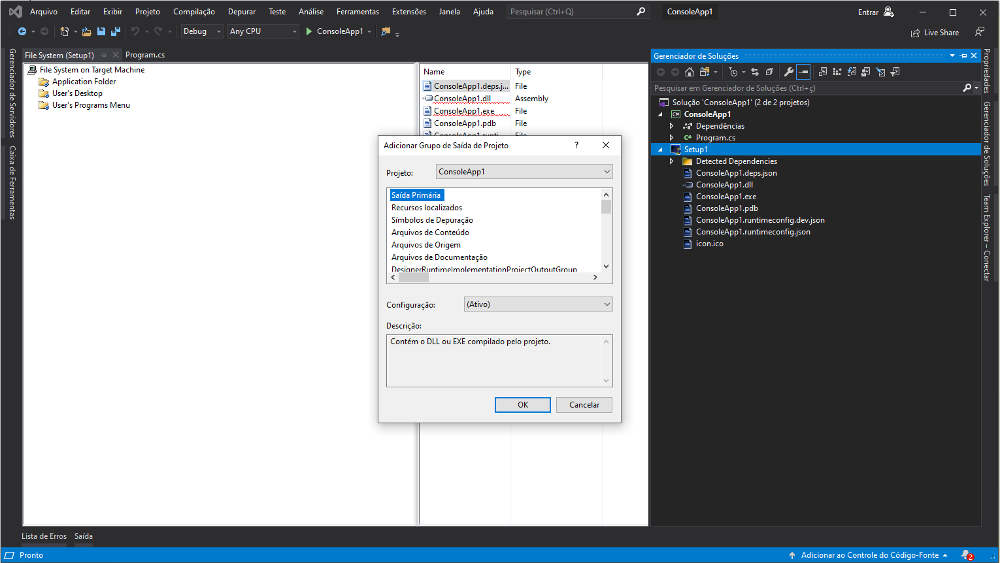 Arquivo Editar Exibir Projeto Compilação Depurar Teste Análise Ferramentas Extensões Janela Ajuda Pesquisar (Ctrl+Q) ConsoleApp1 Entrar
Debug Any CPU ConsoleApp1 Live Share
Gerenciador de Servidores
Caixa de Ferramentas
File System (Setup1) Program.cs
File System on Target Machine
Application Folder
User's Desktop
User's Programs Menu
Name Type
ConsoleApp1.deps.j... File
ConsoleApp1.dll Assembly
ConsoleApp1.exe File
ConsoleApp1.pdb File
ConsoleApp1.runti... File
Adicionar Grupo de Saída de Projeto ?
Projeto: ConsoleApp1
Saída Primária
Recursos localizados
Símbolos de Depuração
Arquivos de Conteúdo
Arquivos de Origem
Arquivos de Documentação
DesignerRuntimeImplementationProjectOutputGroup
Configuração: (Ativo)
Descrição:
Contém o DLL ou EXE compilado pelo projeto.
OK Cancelar
Gerenciador de Soluções
Pesquisar em Gerenciador de Soluções (Ctrl+ç)
Solução 'ConsoleApp1' (2 de 2 projetos)
C# ConsoleApp1
Dependências
C# Program.cs
Setup1
Detected Dependencies
ConsoleApp1.deps.json
ConsoleApp1.dll
ConsoleApp1.exe
ConsoleApp1.pdb
ConsoleApp1.runtimeconfig.dev.json
ConsoleApp1.runtimeconfig.json
icon.ico
Propriedades
Gerenciador de Soluções
Team Explorer – Conectar
Lista de Erros Saída
Pronto Adicionar ao Controle do Código-Fonte 2